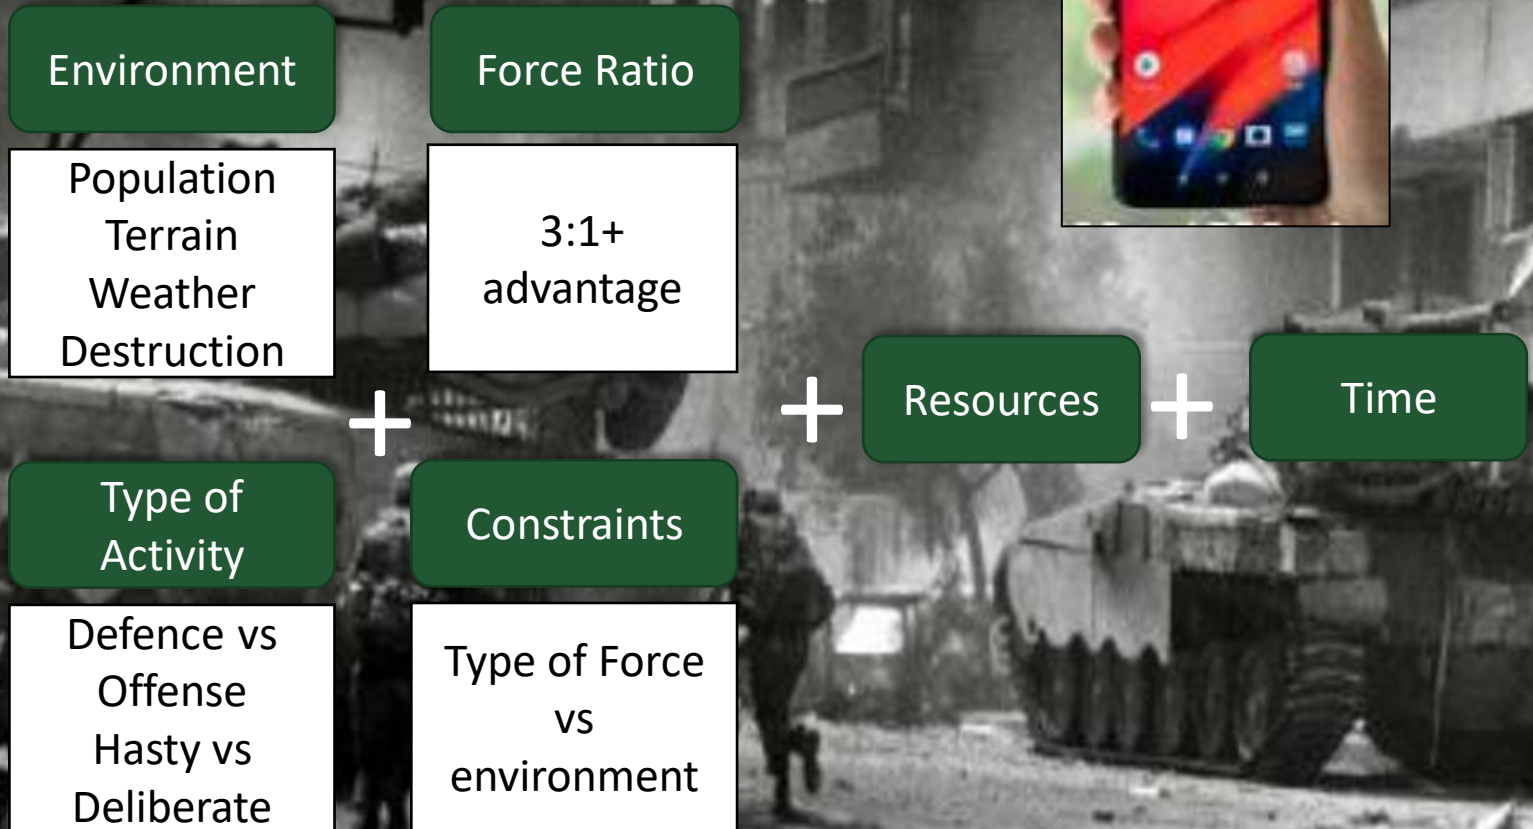 Environment
Population
Terrain
Weather
Destruction
Force Ratio
3:1+
advantage
+
Type of
Activity
Defence vs
Offense
Hasty vs
Deliberate
Constraints
Type of Force
vs
environment
+
Resources
+
Time